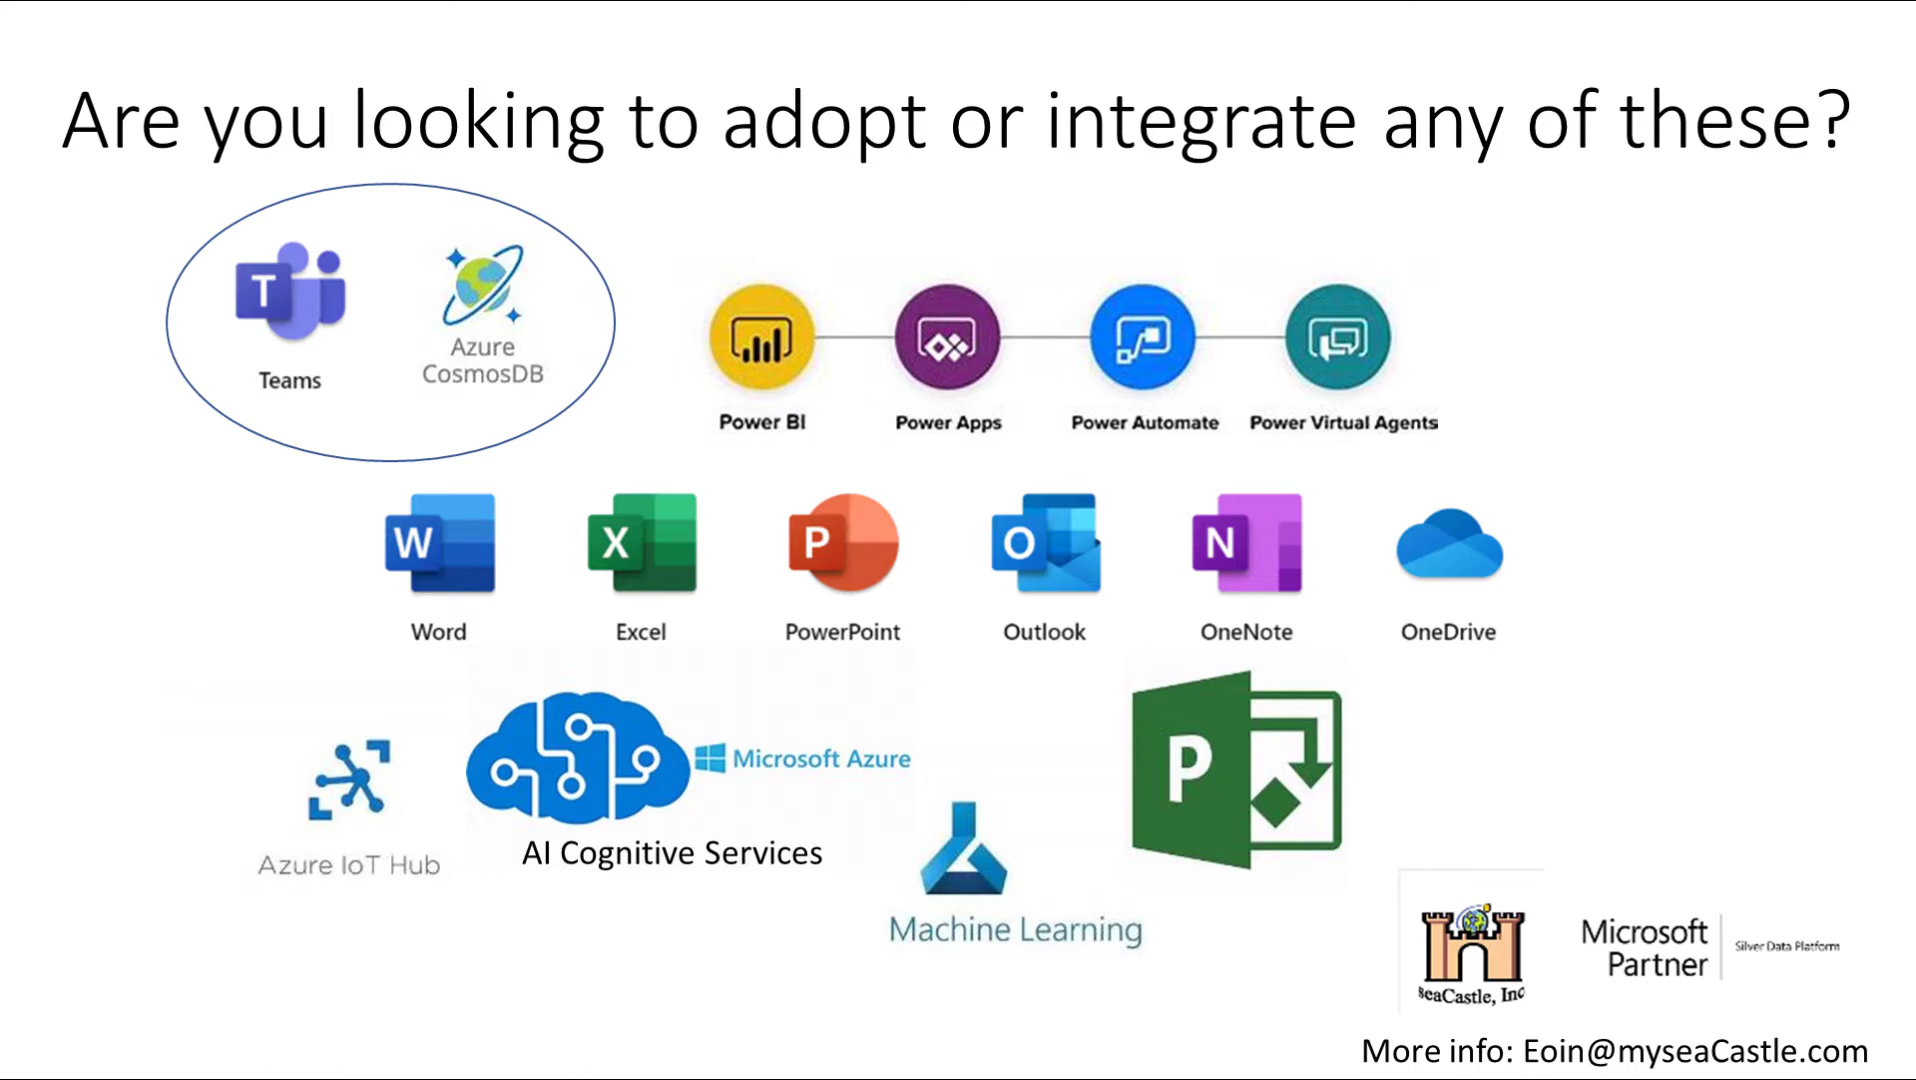 Are you looking to adopt or integrate any of these?
T
Teams
Azure
CosmosDB
Power BI
Power Apps
Power Automate
Power Virtual Agents
W
X
P
O
N
Word
Excel
PowerPoint
Outlook
OneNote
OneDrive
Azure IoT Hub
Microsoft Azure
AI Cognitive Services
Machine Learning
P
seaCastle, Inc
Microsoft
Partner
Silver Data Platform
More info: Eoin@myseaCastle.com